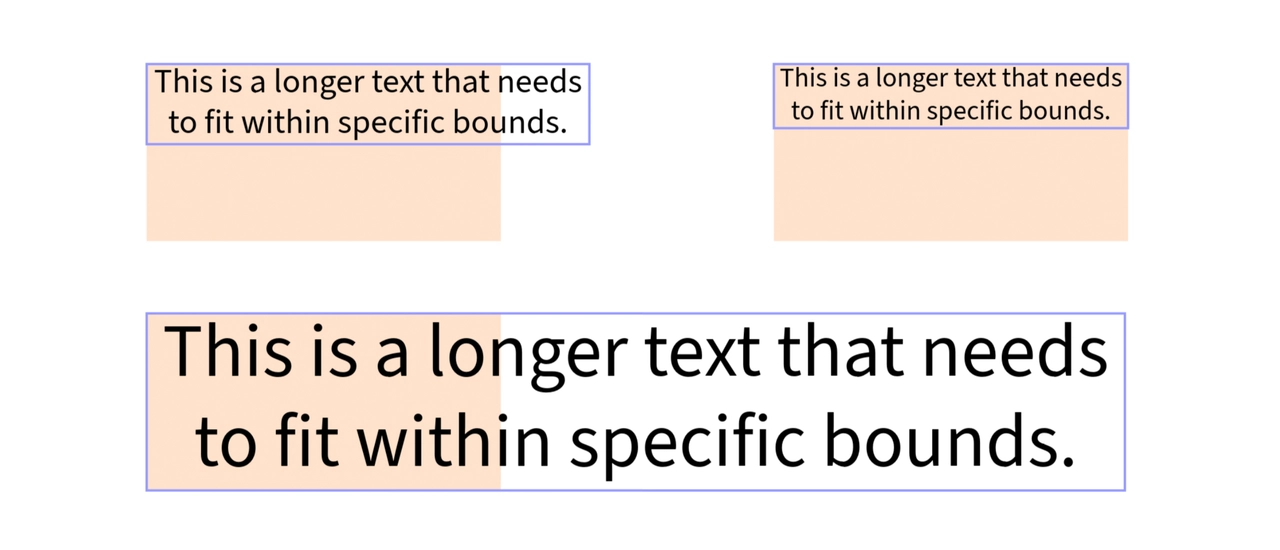 This is a longer text that needs
to fit within specific bounds.
This is a longer text that needs
to fit within specific bounds.
This is a longer text that needs
to fit within specific bounds.